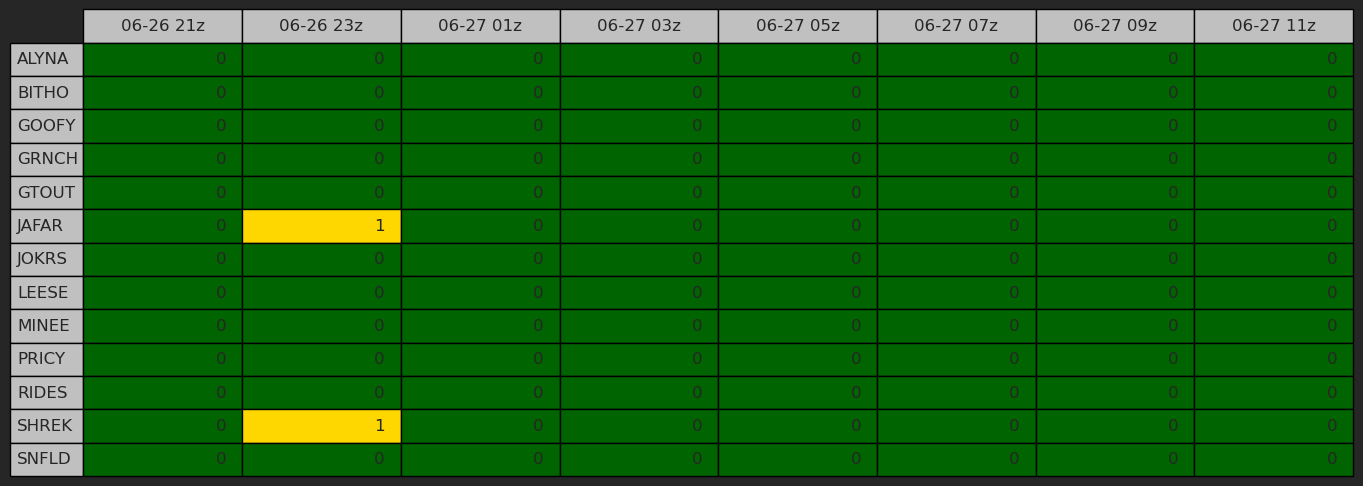 06-26 21z 06-26 23z 06-27 01z 06-27 03z 06-27 05z 06-27 07z 06-27 09z 06-27 11z
ALYNA 0 0 0 0 0 0 0 0
BITHO 0 0 0 0 0 0 0 0
GOOFY 0 0 0 0 0 0 0 0
GRNCH 0 0 0 0 0 0 0 0
GTOUT 0 0 0 0 0 0 0 0
JAFAR 0 1 0 0 0 0 0 0
JOKRS 0 0 0 0 0 0 0 0
LEESE 0 0 0 0 0 0 0 0
MINEE 0 0 0 0 0 0 0 0
PRICY 0 0 0 0 0 0 0 0
RIDES 0 0 0 0 0 0 0 0
SHREK 0 1 0 0 0 0 0 0
SNFLD 0 0 0 0 0 0 0 0